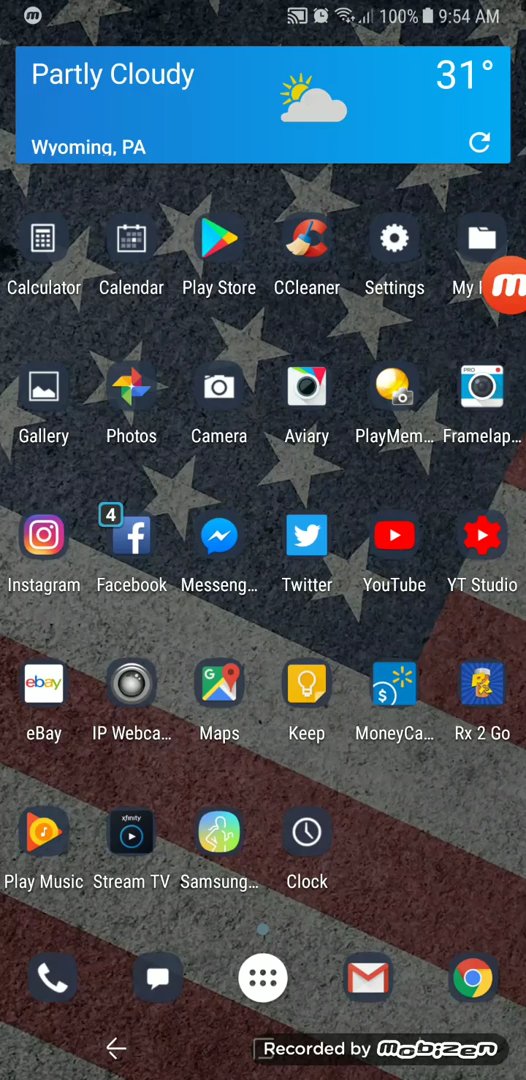 100% 9:54 AM
Partly Cloudy 31°
Wyoming, PA
Calculator Calendar Play Store CCleaner Settings My
PRO
Gallery Photos Camera Aviary PlayMem... Framelap...
4
Instagram Facebook Messeng... Twitter YouTube YT Studio
ebay G $
eBay IP Webca... Maps Keep MoneyCa... Rx 2 Go
xfinity
Play Music Stream TV Samsung... Clock
Recorded by mobizen